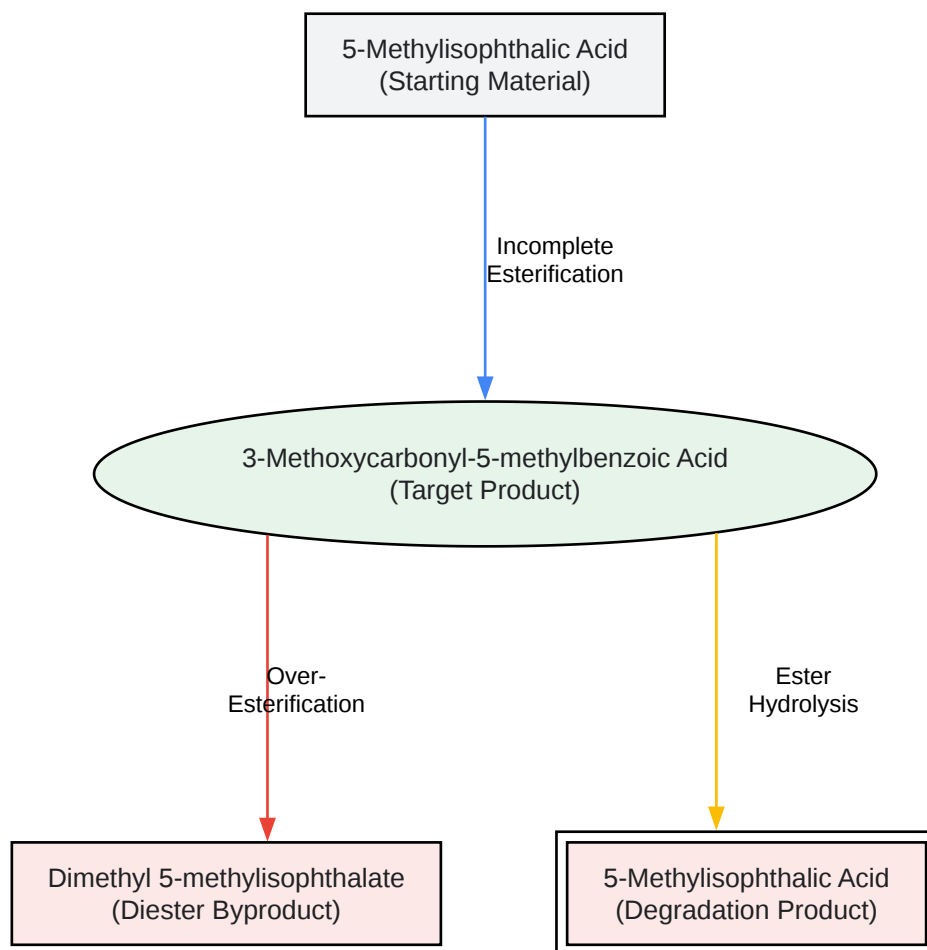 5-Methylisophthalic Acid
(Starting Material)
Incomplete
Esterification
3-Methoxycarbonyl-5-methylbenzoic Acid
(Target Product)
Over-
Esterification
Ester
Hydrolysis
Dimethyl 5-methylisophthalate
(Diester Byproduct)
5-Methylisophthalic Acid
(Degradation Product)